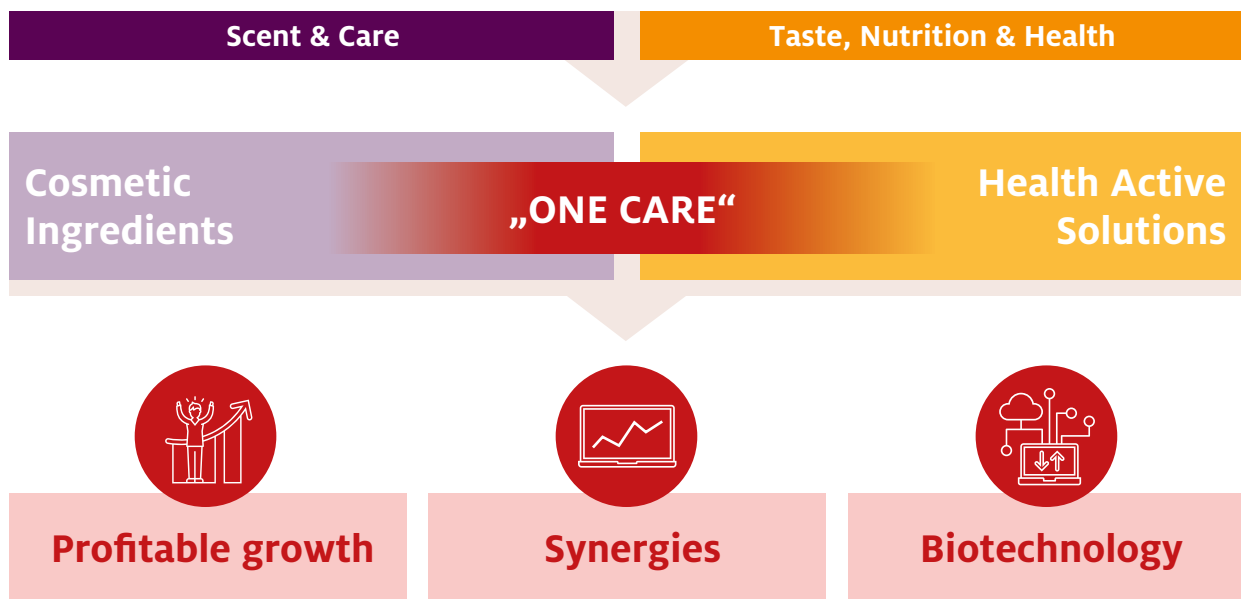 Scent & Care
Taste, Nutrition & Health
Cosmetic
Ingredients
„ONE CARE“
Health Active
Solutions
Profitable growth
Synergies
Biotechnology